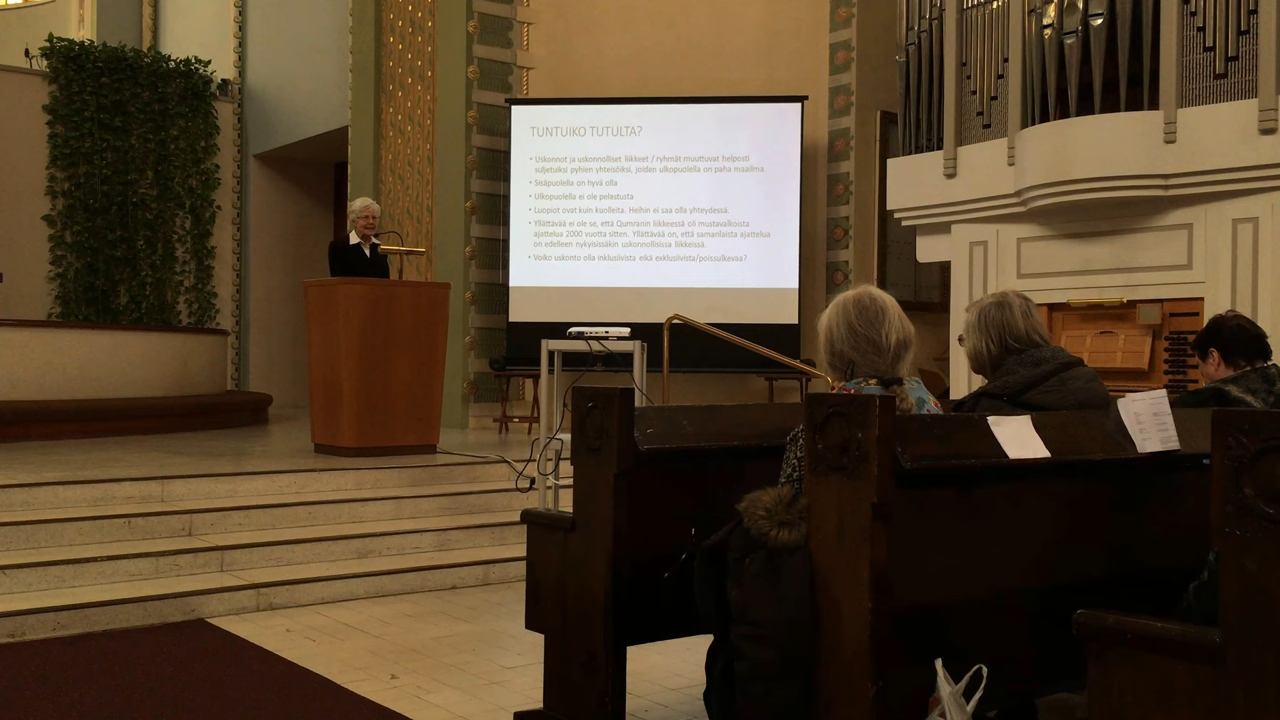 TUNTUIKO TUTULTA?
• Uskonnot ja uskonnolliset liikkeet / ryhmät muuttuvat helposti
suljetuiksi pyhien yhteisöiksi, joiden ulkopuolella on paha maailma.
• Sisäpuolella on hyvä olla
• Ulkopuolella ei ole pelastusta
• Luopiot ovat kuin kuolleita. Heihin ei saa olla yhteydessä.
• Yllättävää ei ole se, että Qumranin liikkeessä oli mustavalkoista
ajattelua 2000 vuotta sitten. Yllättävää on, että samanlaista ajattelua
on edelleen nykyisissäkin uskonnollisissa liikkeissä.
• Voiko uskonto olla inklusiivista eikä exklusiivista/poissulkevaa?